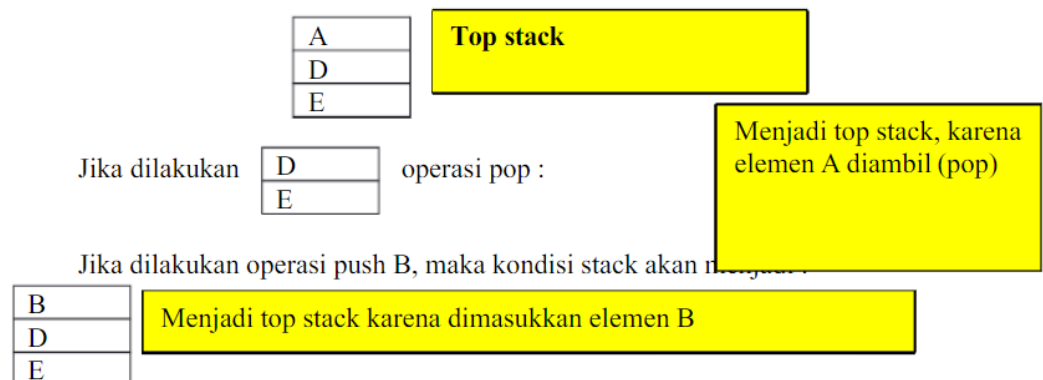 A
Top stack
D
E
Menjadi top stack, karena
elemen A diambil (pop)
Jika dilakukan
D
operasi pop :
E
Jika dilakukan operasi push B, maka kondisi stack akan
B
Menjadi top stack karena dimasukkan elemen B
D
E